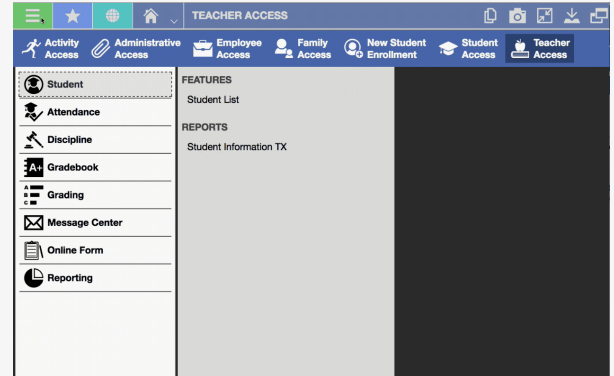 TEACHER ACCESS
Activity Access
Administrative Access
Employee Access
Family Access
New Student Enrollment
Student Access
Teacher Access
Student
Attendance
Discipline
A+ Gradebook
A
B
C
Grading
Message Center
Online Form
Reporting
FEATURES
Student List
REPORTS
Student Information TX